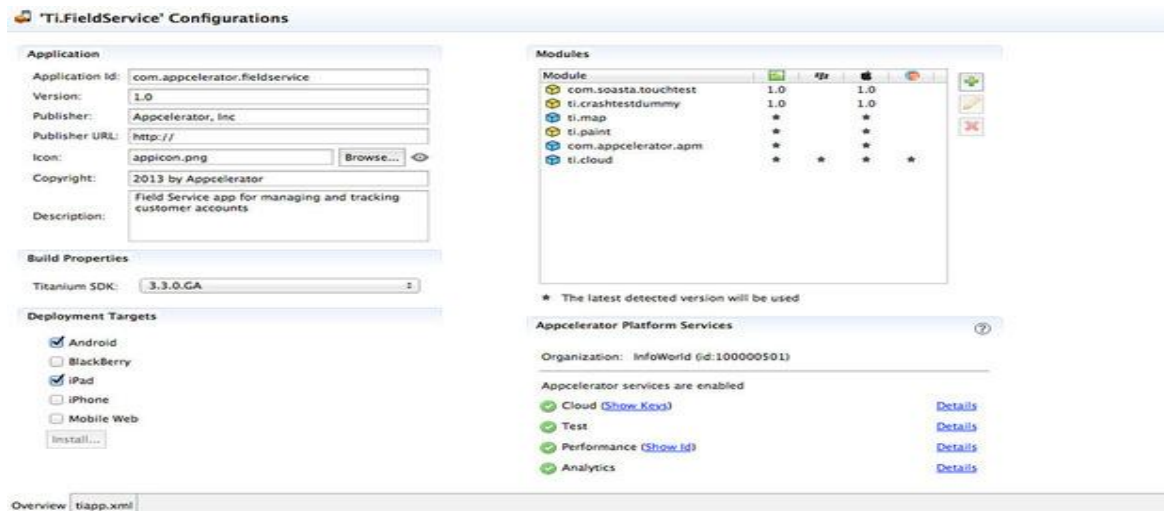 'Ti.FieldService' Configurations
Application
Application Id: com.appcelerator.fieldservice
Version: 1.0
Publisher: Appcelerator, Inc
Publisher URL: http://
Icon: appicon.png Browse...
Copyright: 2013 by Appcelerator
Description: Field Service app for managing and tracking
customer accounts
Build Properties
Titanium SDK: 3.3.0.GA
Deployment Targets
Android
BlackBerry
iPad
iPhone
Mobile Web
Install...
Modules
Module
com.soasta.touchtest 1.0 1.0
ti.crashtestdummy 1.0 1.0
ti.map * *
ti.paint * *
com.appcelerator.apm * *
ti.cloud * * * *
* The latest detected version will be used
Appcelerator Platform Services
Organization: InfoWorld (id:100000501)
Appcelerator services are enabled
Cloud (Show Keys) Details
Test Details
Performance (Show Id) Details
Analytics Details
Overview tiapp.xml